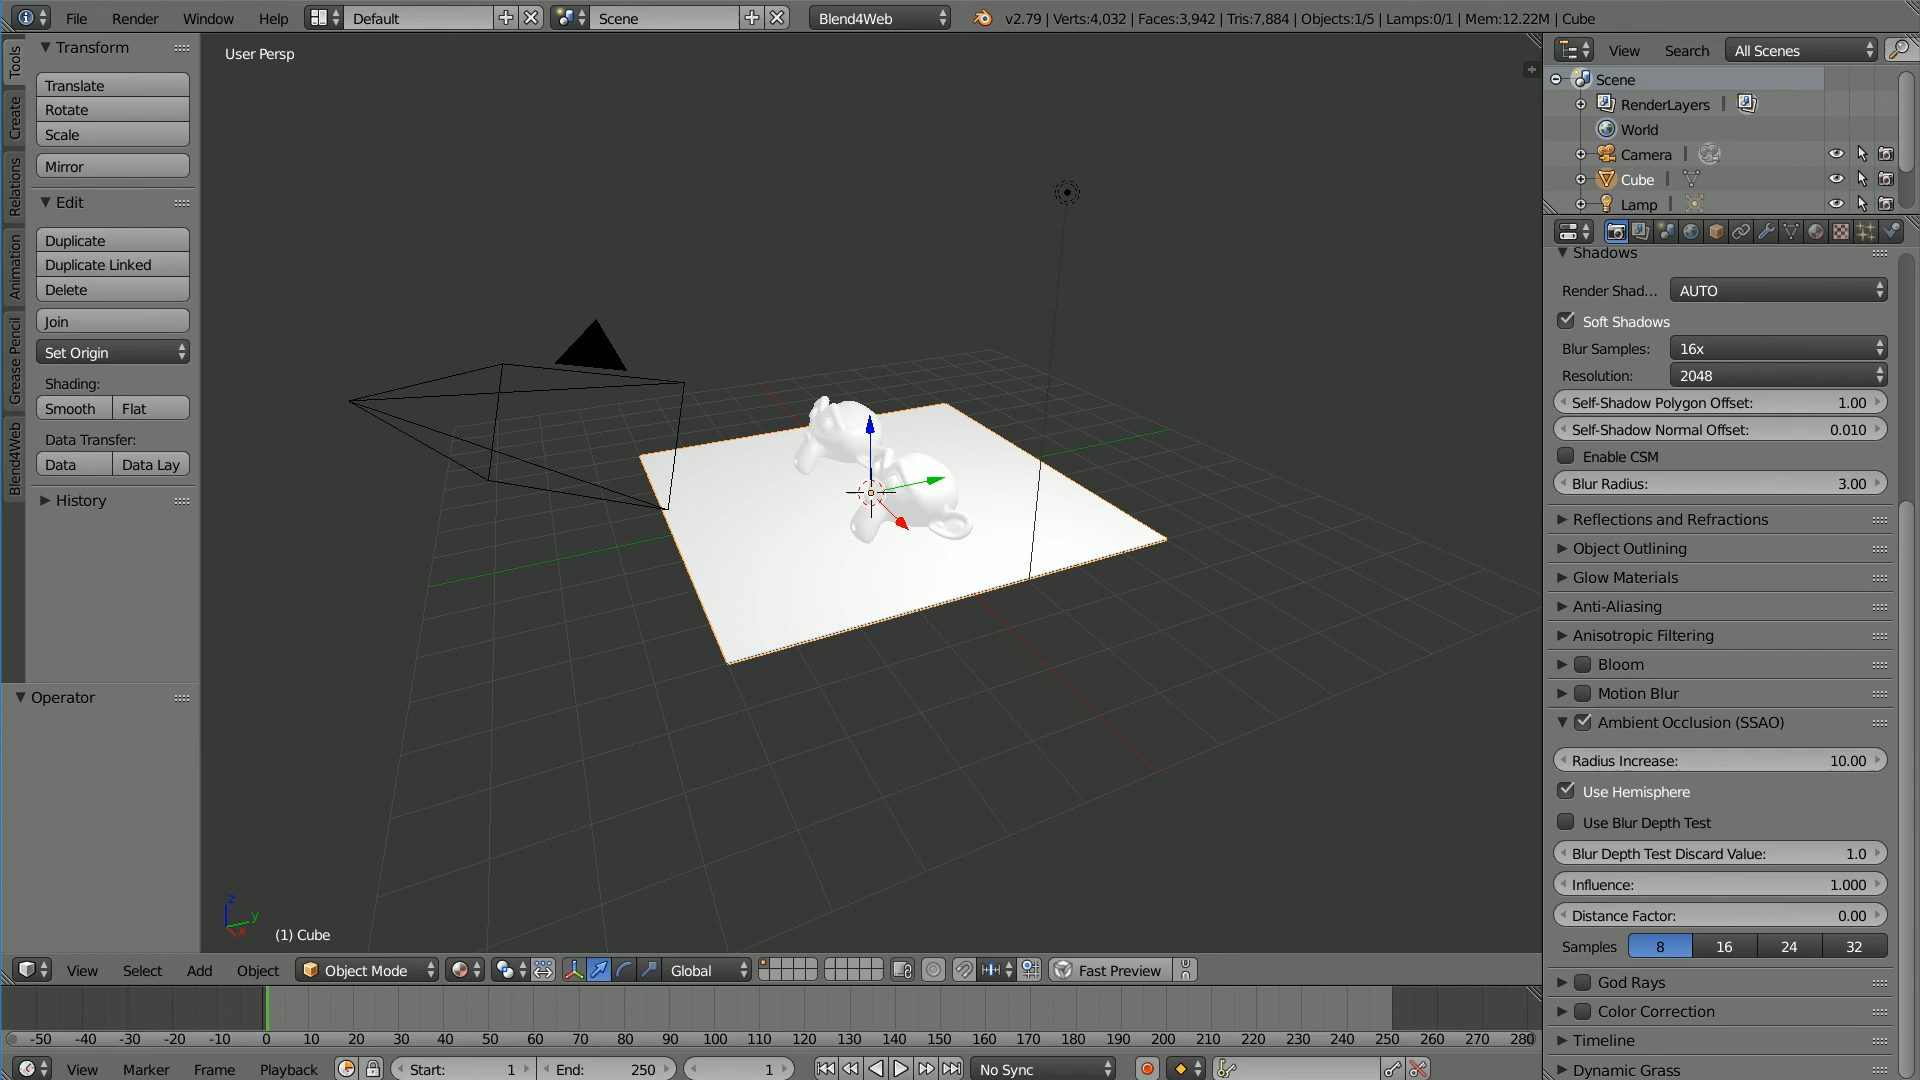 File Render Window Help Default Scene Blend4Web v2.79 | Verts:4,032 | Faces:3,942 | Tris:7,884 | Objects:1/5 | Lamps:0/1 | Mem:12.22M | Cube
Tools
Create
Relations
Animation
Grease Pencil
Blend4Web
Transform
Translate
Rotate
Scale
Mirror
Edit
Duplicate
Duplicate Linked
Delete
Join
Set Origin
Shading:
Smooth Flat
Data Transfer:
Data Data Lay
History
Operator
User Persp
z
y
x
(1) Cube
View Search All Scenes
Scene
RenderLayers
World
Camera
Cube
Lamp
Shadows
Render Shad... AUTO
Soft Shadows
Blur Samples: 16x
Resolution: 2048
Self-Shadow Polygon Offset: 1.00
Self-Shadow Normal Offset: 0.010
Enable CSM
Blur Radius: 3.00
Reflections and Refractions
Object Outlining
Glow Materials
Anti-Aliasing
Anisotropic Filtering
Bloom
Motion Blur
Ambient Occlusion (SSAO)
Radius Increase: 10.00
Use Hemisphere
Use Blur Depth Test
Blur Depth Test Discard Value: 1.0
Influence: 1.000
Distance Factor: 0.00
Samples 8 16 24 32
God Rays
Color Correction
Timeline
Dynamic Grass
View Select Add Object Object Mode Global Fast Preview
-50 -40 -30 -20 -10 0 10 20 30 40 50 60 70 80 90 100 110 120 130 140 150 160 170 180 190 200 210 220 230 240 250 260 270 280
View Marker Frame Playback Start: 1 End: 250 1 No Sync